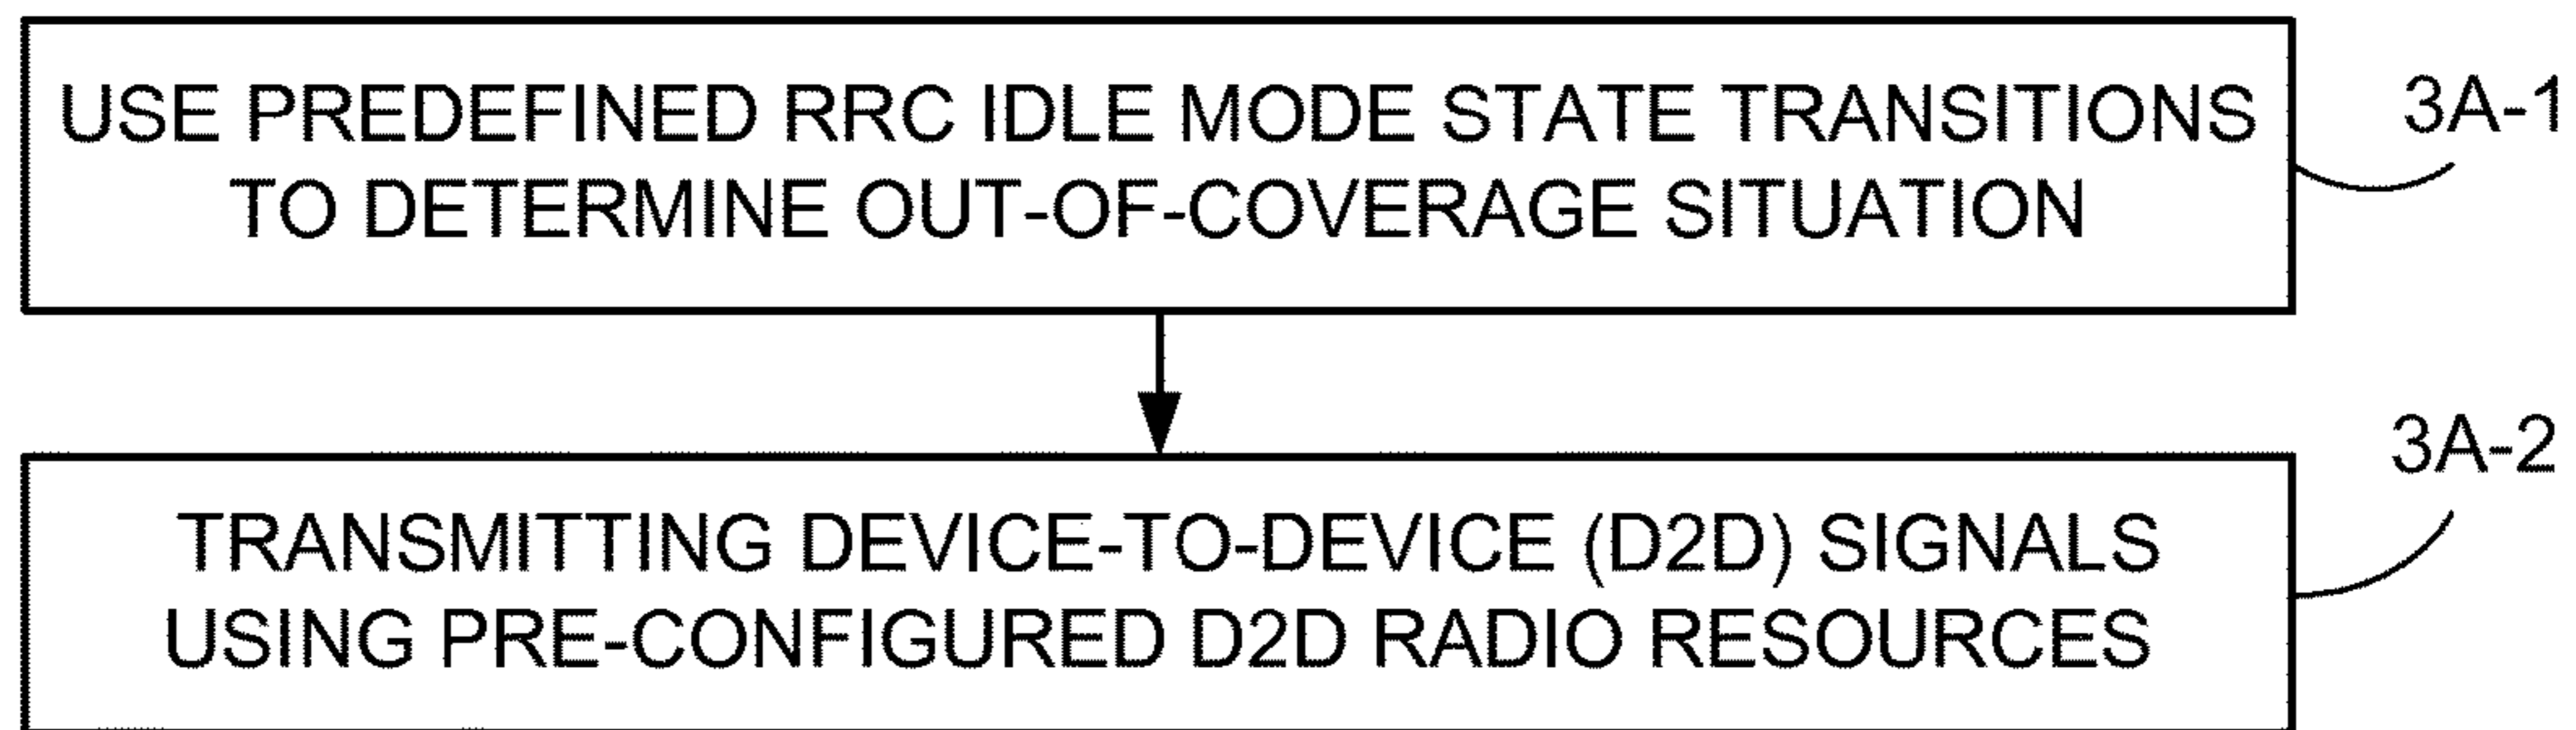 USE PREDEFINED RRC IDLE MODE STATE TRANSITIONS
TO DETERMINE OUT-OF-COVERAGE SITUATION
3A-1
TRANSMITTING DEVICE-TO-DEVICE (D2D) SIGNALS
USING PRE-CONFIGURED D2D RADIO RESOURCES
3A-2